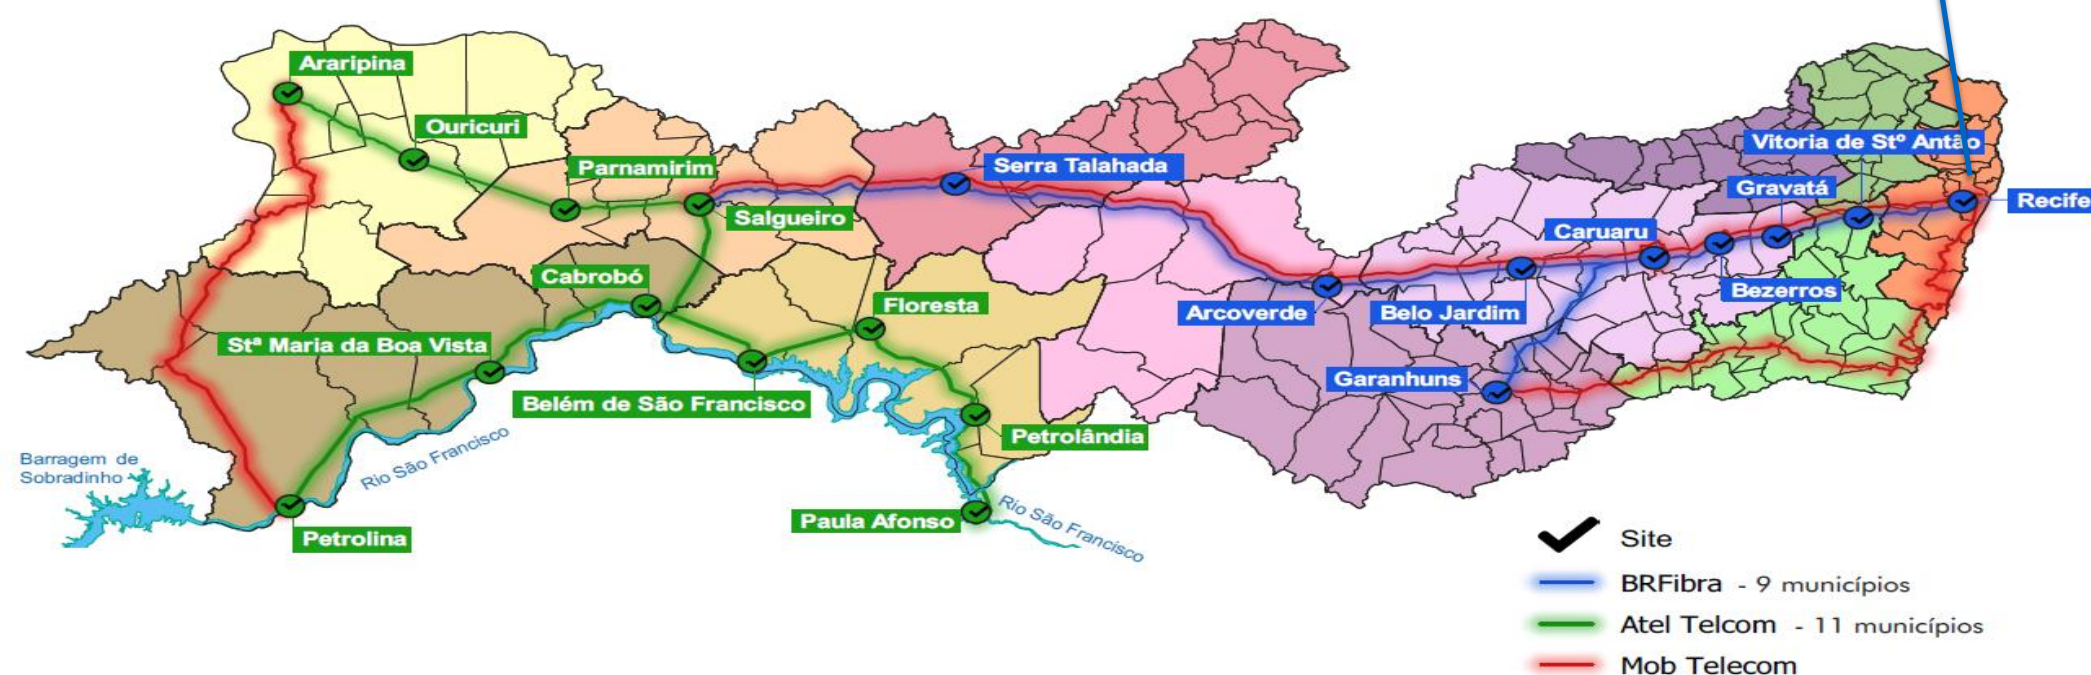 Araripina
Ouricuri
Parnamirim
Salgueiro
Serra Talahada
Vitoria de Stº Antão
Gravatá
Recife
Caruaru
Bezerros
Arcoverde
Belo Jardim
Garanhuns
Cabrobó
Floresta
Stª Maria da Boa Vista
Belém de São Francisco
Petrolândia
Barragem de
Sobradinho
Rio São Francisco
Petrolina
Paula Afonso
Rio São Francisco
Site
BRFibra - 9 municípios
Atel Telcom - 11 municípios
Mob Telecom